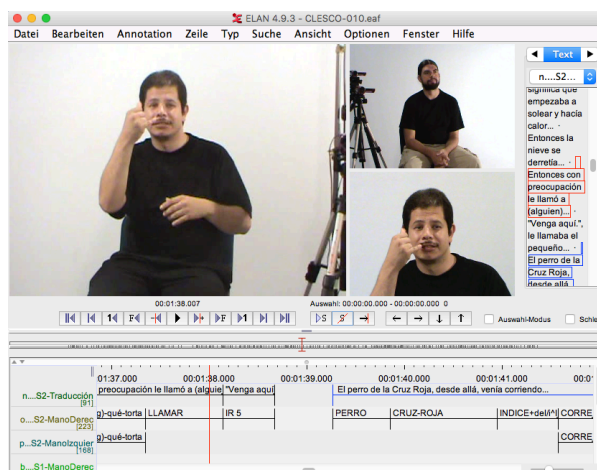 ELAN 4.9.3 - CLESCO-010.eaf
Datei Bearbeiten Annotation Zeile Typ Suche Ansicht Optionen Fenster Hilfe
Text
n....S2...
significa que
empezaba a
solear y hacía
calor... ·
Entonces la
nieve se
derretía... ·
Entonces con
preocupación
le llamó a
(alguien)... ·
"Venga aquí.",
le llamaba el
pequeño... ·
El perro de la
Cruz Roja,
desde allá,
00:01:38.007
Auswahl: 00:00:00.000 - 00:00:00.000 0
Auswahl-Modus
Schle
00:01:37.000 00:01:38.000 00:01:39.000 00:01:40.000 00:01:41.000 00:0
n....S2-Traducción
[91]
preocupación le llamó a (alguie "Venga aquí El perro de la Cruz Roja, desde allá, venía corriendo...
o....S2-ManoDerec
[223]
g)-qué-torta LLAMAR IR 5 PERRO CRUZ-ROJA CORRE
p...S2-ManoIzquier
[168]
g)-qué-torta CORRE
b....S1-ManoDerec